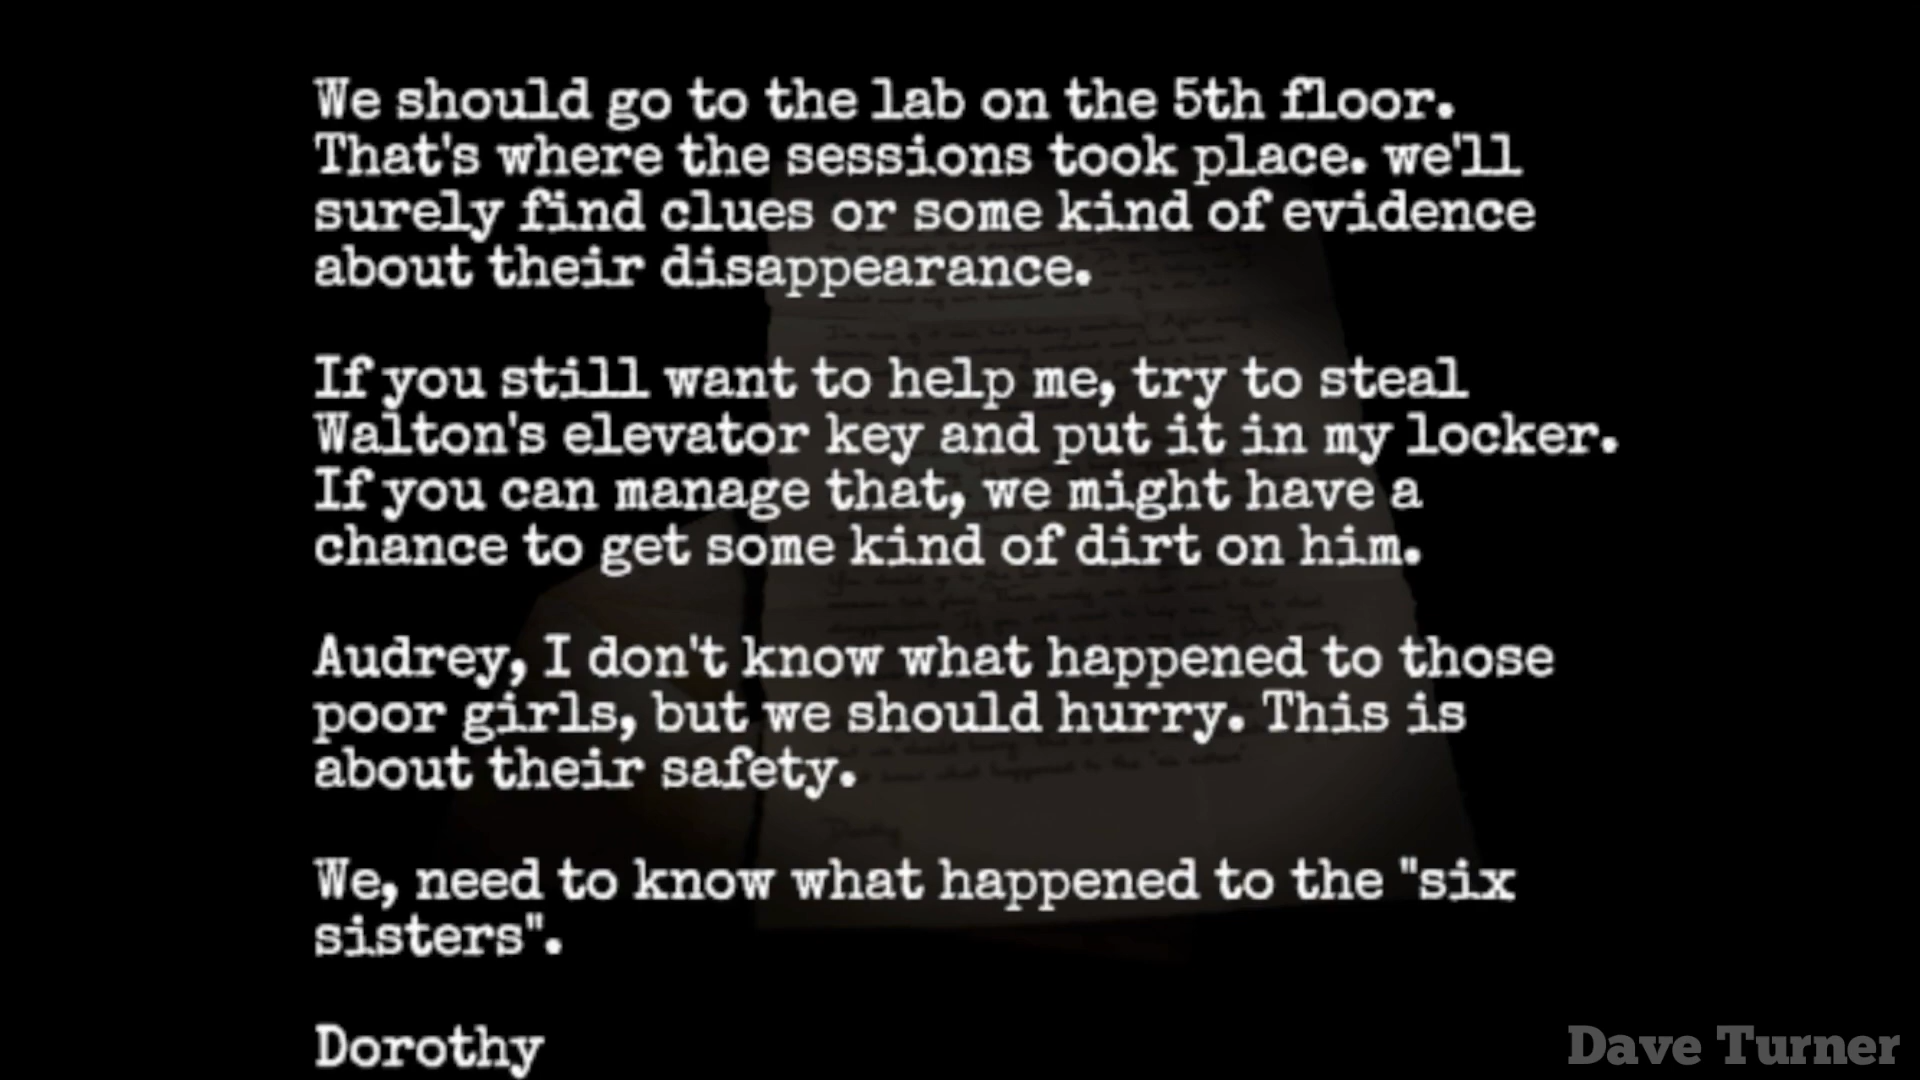 We should go to the lab on the 5th floor.
That's where the sessions took place. we'll
surely find clues or some kind of evidence
about their disappearance.
If you still want to help me, try to steal
Walton's elevator key and put it in my locker.
If you can manage that, we might have a
chance to get some kind of dirt on him.
Audrey, I don't know what happened to those
poor girls, but we should hurry. This is
about their safety.
We, need to know what happened to the "six
sisters".
Dorothy
Dave Turner